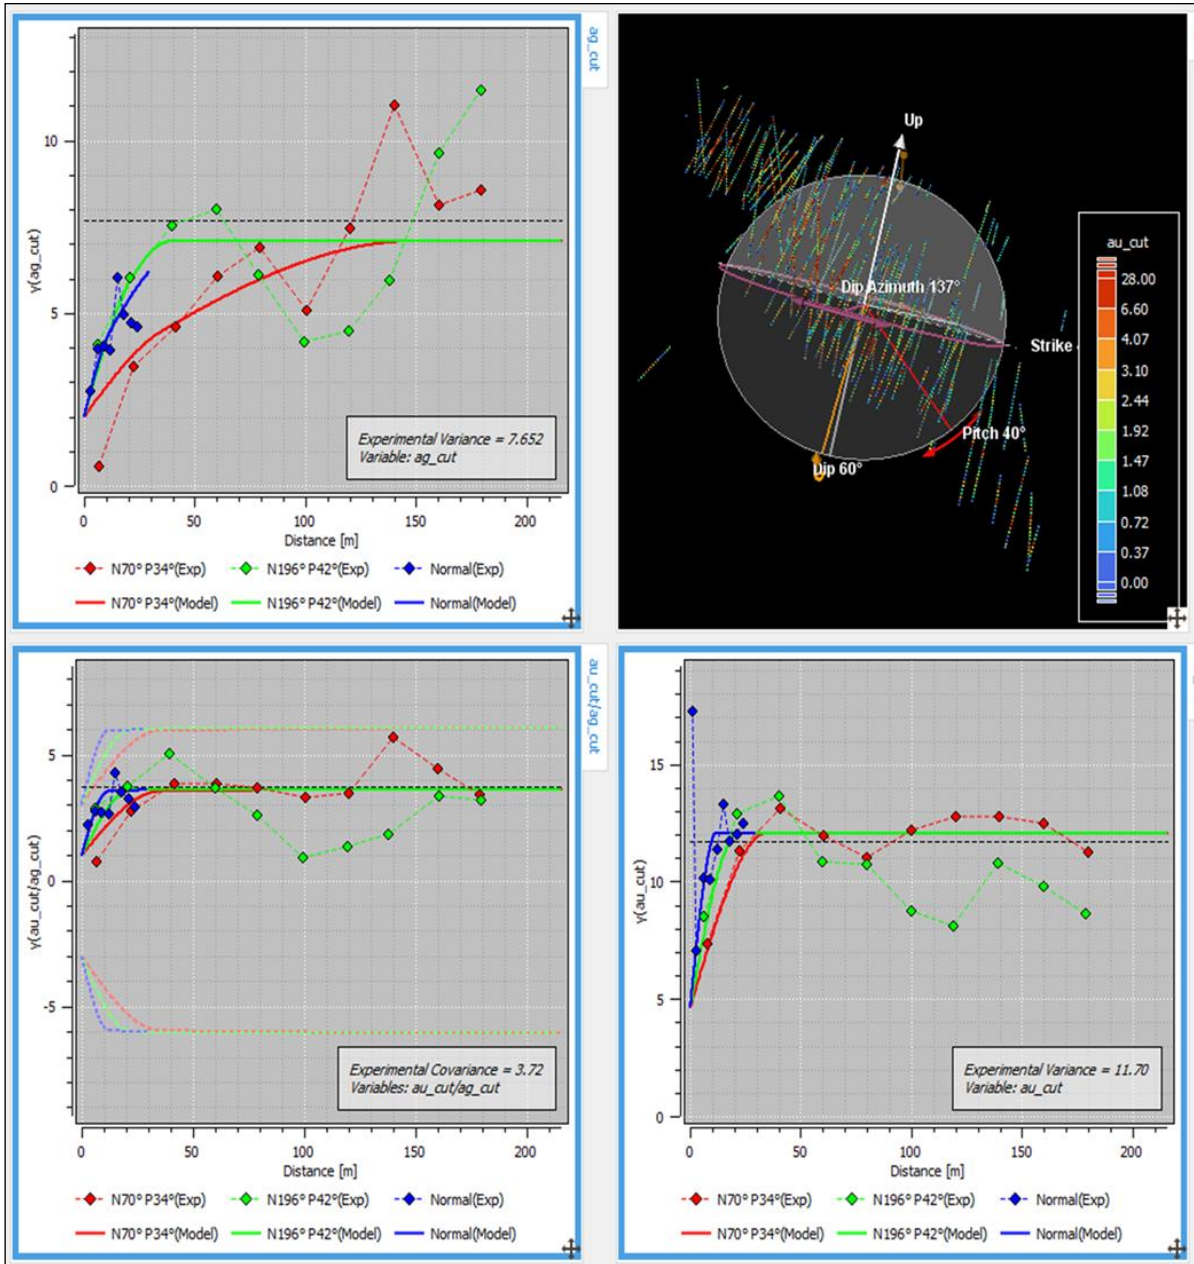 ag_cut
10
5
0
γ(ag_cut)
Experimental Variance = 7.652
Variable: ag_cut
0 50 100 150 200
Distance [m]
N70° P34°(Exp) N196° P42°(Exp) Normal(Exp)
N70° P34°(Model) N196° P42°(Model) Normal(Model)
Up
Dip Azimuth 137°
Strike
Pitch 40°
Dip 60°
au_cut
28.00
6.60
4.07
3.10
2.44
1.92
1.47
1.08
0.72
0.37
0.00
au_cut/ag_cut
5
0
-5
γ(au_cut/ag_cut)
Experimental Covariance = 3.72
Variables: au_cut/ag_cut
0 50 100 150 200
Distance [m]
N70° P34°(Exp) N196° P42°(Exp) Normal(Exp)
N70° P34°(Model) N196° P42°(Model) Normal(Model)
15
10
5
0
γ(au_cut)
Experimental Variance = 11.70
Variable: au_cut
0 50 100 150 200
Distance [m]
N70° P34°(Exp) N196° P42°(Exp) Normal(Exp)
N70° P34°(Model) N196° P42°(Model) Normal(Model)